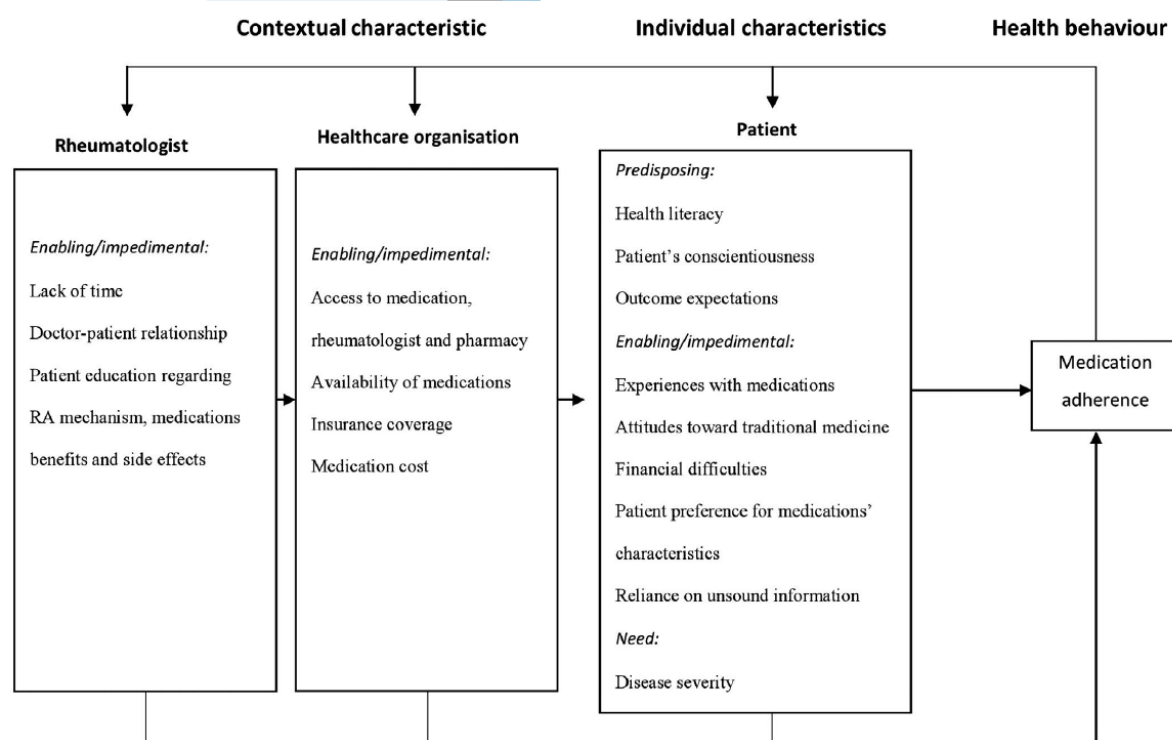 Contextual characteristic
Individual characteristics
Health behaviour
Rheumatologist
Enabling/impedimental:
Lack of time
Doctor-patient relationship
Patient education regarding
RA mechanism, medications
benefits and side effects
Healthcare organisation
Enabling/impedimental:
Access to medication,
rheumatologist and pharmacy
Availability of medications
Insurance coverage
Medication cost
Patient
Predisposing:
Health literacy
Patient’s conscientiousness
Outcome expectations
Enabling/impedimental:
Experiences with medications
Attitudes toward traditional medicine
Financial difficulties
Patient preference for medications’
characteristics
Reliance on unsound information
Need:
Disease severity
Medication
adherence